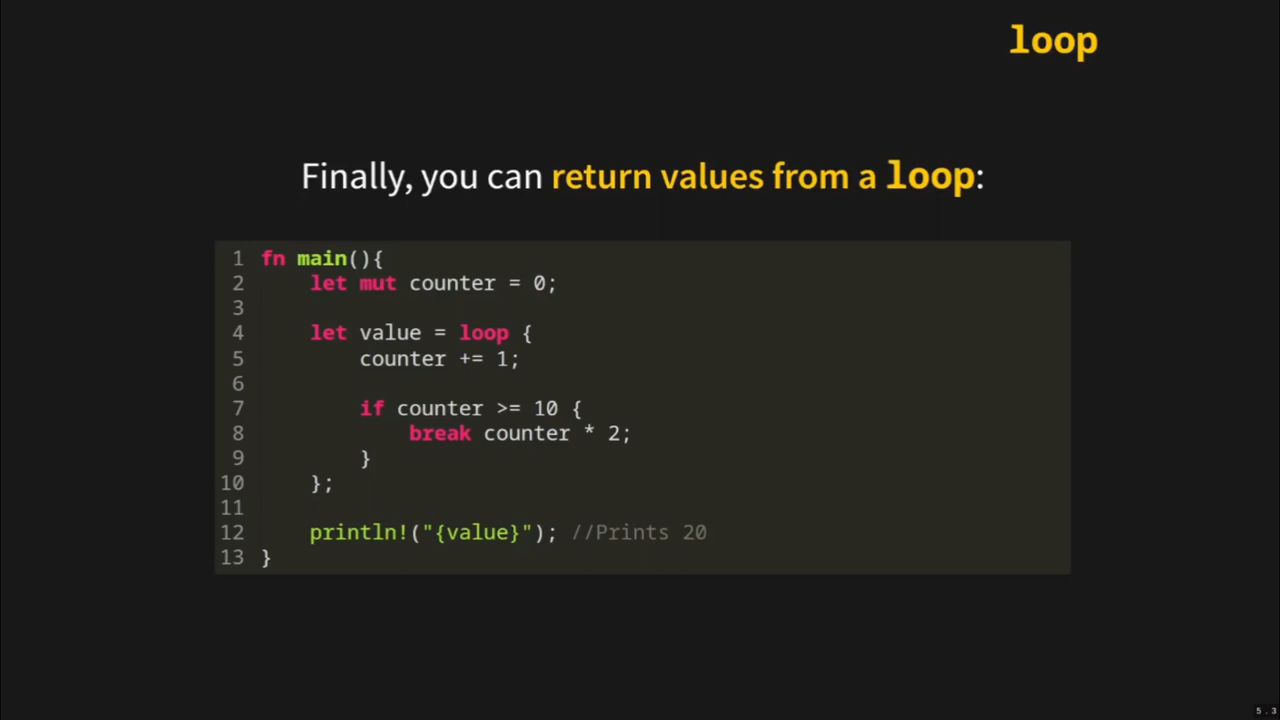 loop
Finally, you can return values from a loop:
1 fn main(){
2     let mut counter = 0;
3
4     let value = loop {
5         counter += 1;
6
7         if counter >= 10 {
8             break counter * 2;
9         }
10     };
11
12     println!("{value}"); //Prints 20
13 }
5.3